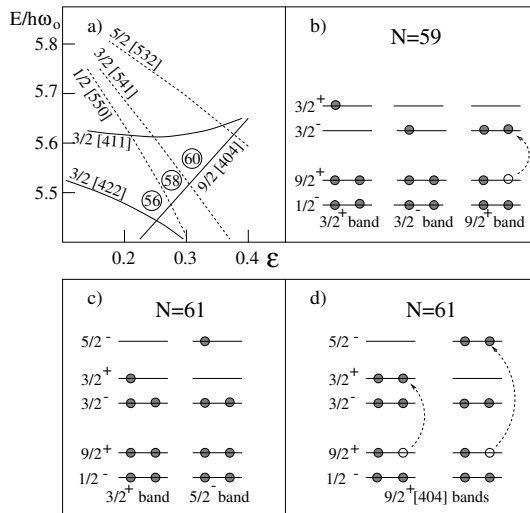 E/hω₀
a)
5.8
5.7
5.6
5.5
5/2 [532]
3/2 [541]
1/2 [550]
3/2 [411]
3/2 [422]
9/2 [404]
60
58
56
0.2
0.3
0.4
ε
b)
N=59
3/2⁺
3/2⁻
9/2⁺
1/2⁻
3/2⁺ band
3/2⁻ band
9/2⁺ band
c)
N=61
5/2⁻
3/2⁺
3/2⁻
9/2⁺
1/2⁻
3/2⁺ band
5/2⁻ band
d)
N=61
5/2⁻
3/2⁺
3/2⁻
9/2⁺
1/2⁻
9/2⁺[404] bands